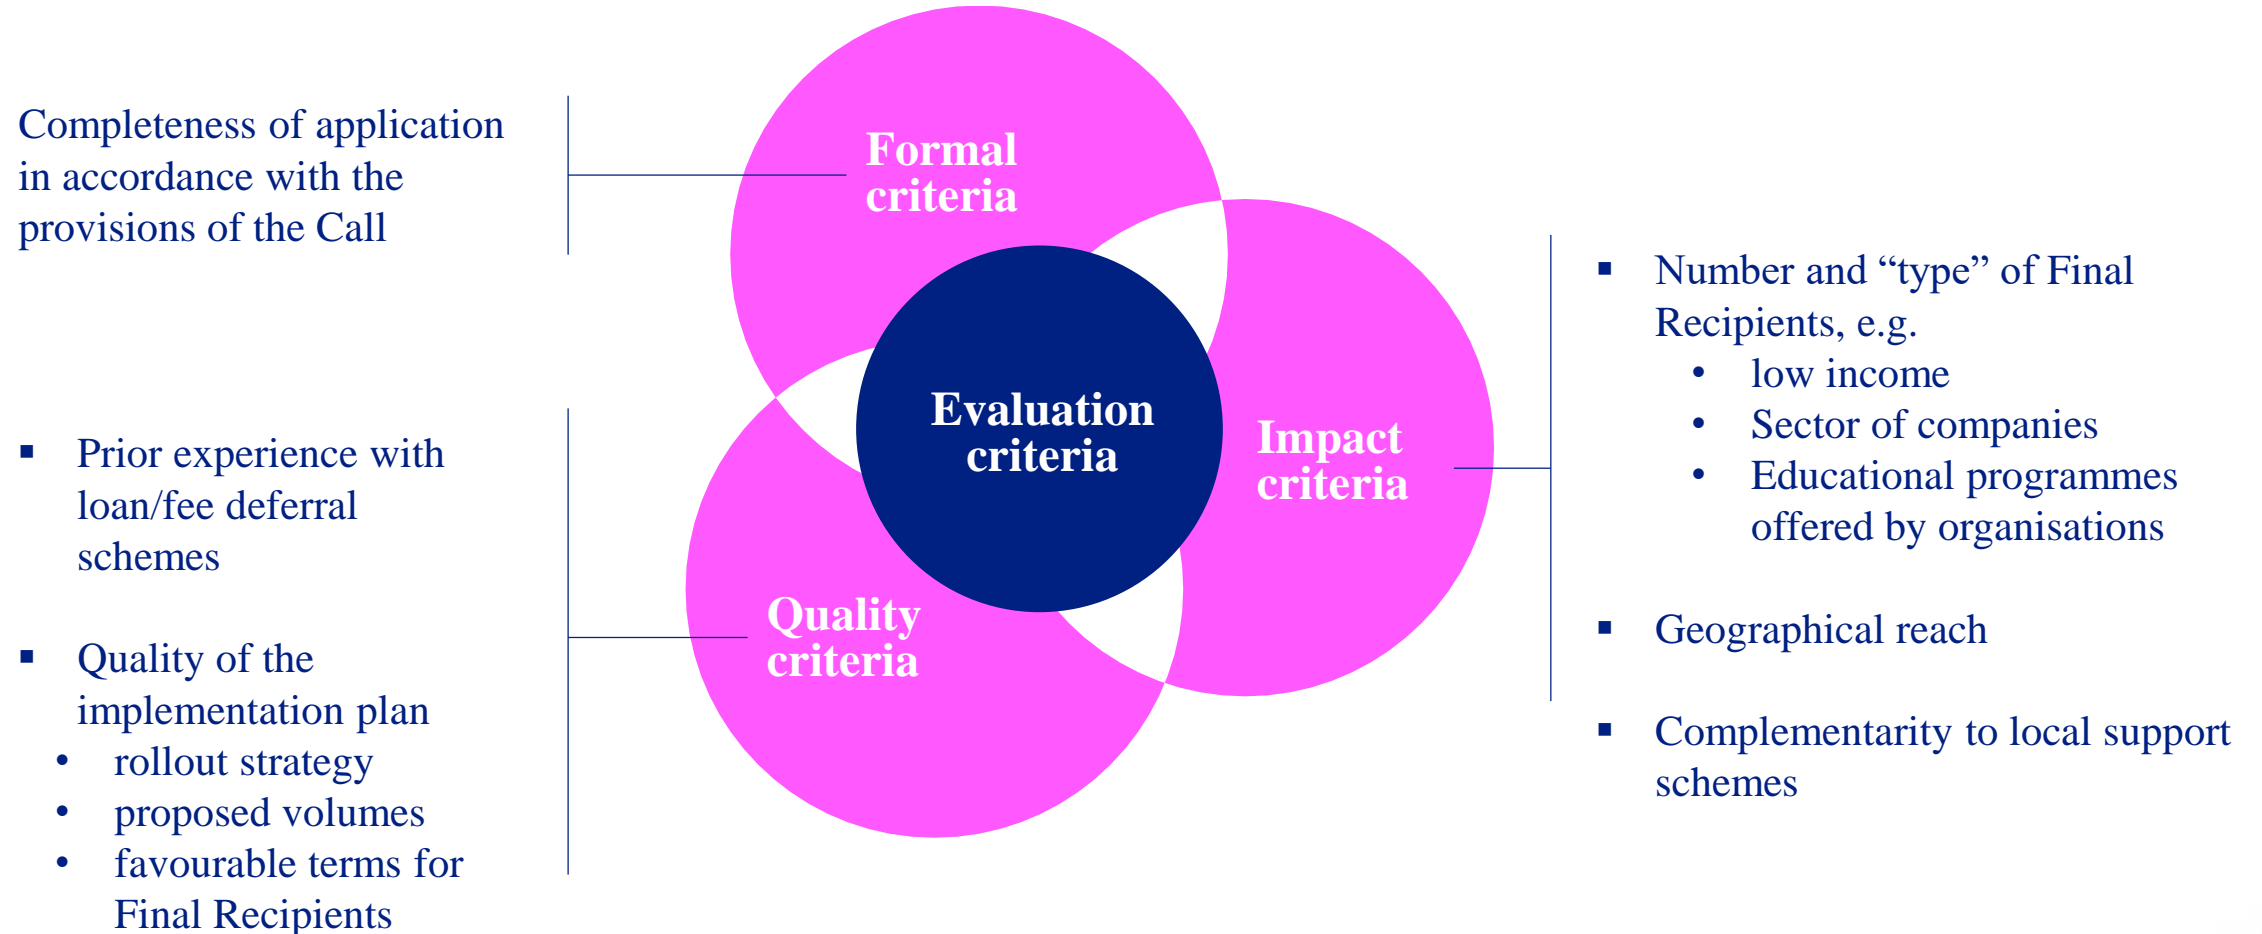 Completeness of application
in accordance with the
provisions of the Call
Formal
criteria
▪ Prior experience with
loan/fee deferral
schemes
▪ Quality of the
implementation plan
• rollout strategy
• proposed volumes
• favourable terms for
Final Recipients
Quality
criteria
Evaluation
criteria
Impact
criteria
▪ Number and “type” of Final
Recipients, e.g.
• low income
• Sector of companies
• Educational programmes
offered by organisations
▪ Geographical reach
▪ Complementarity to local support
schemes